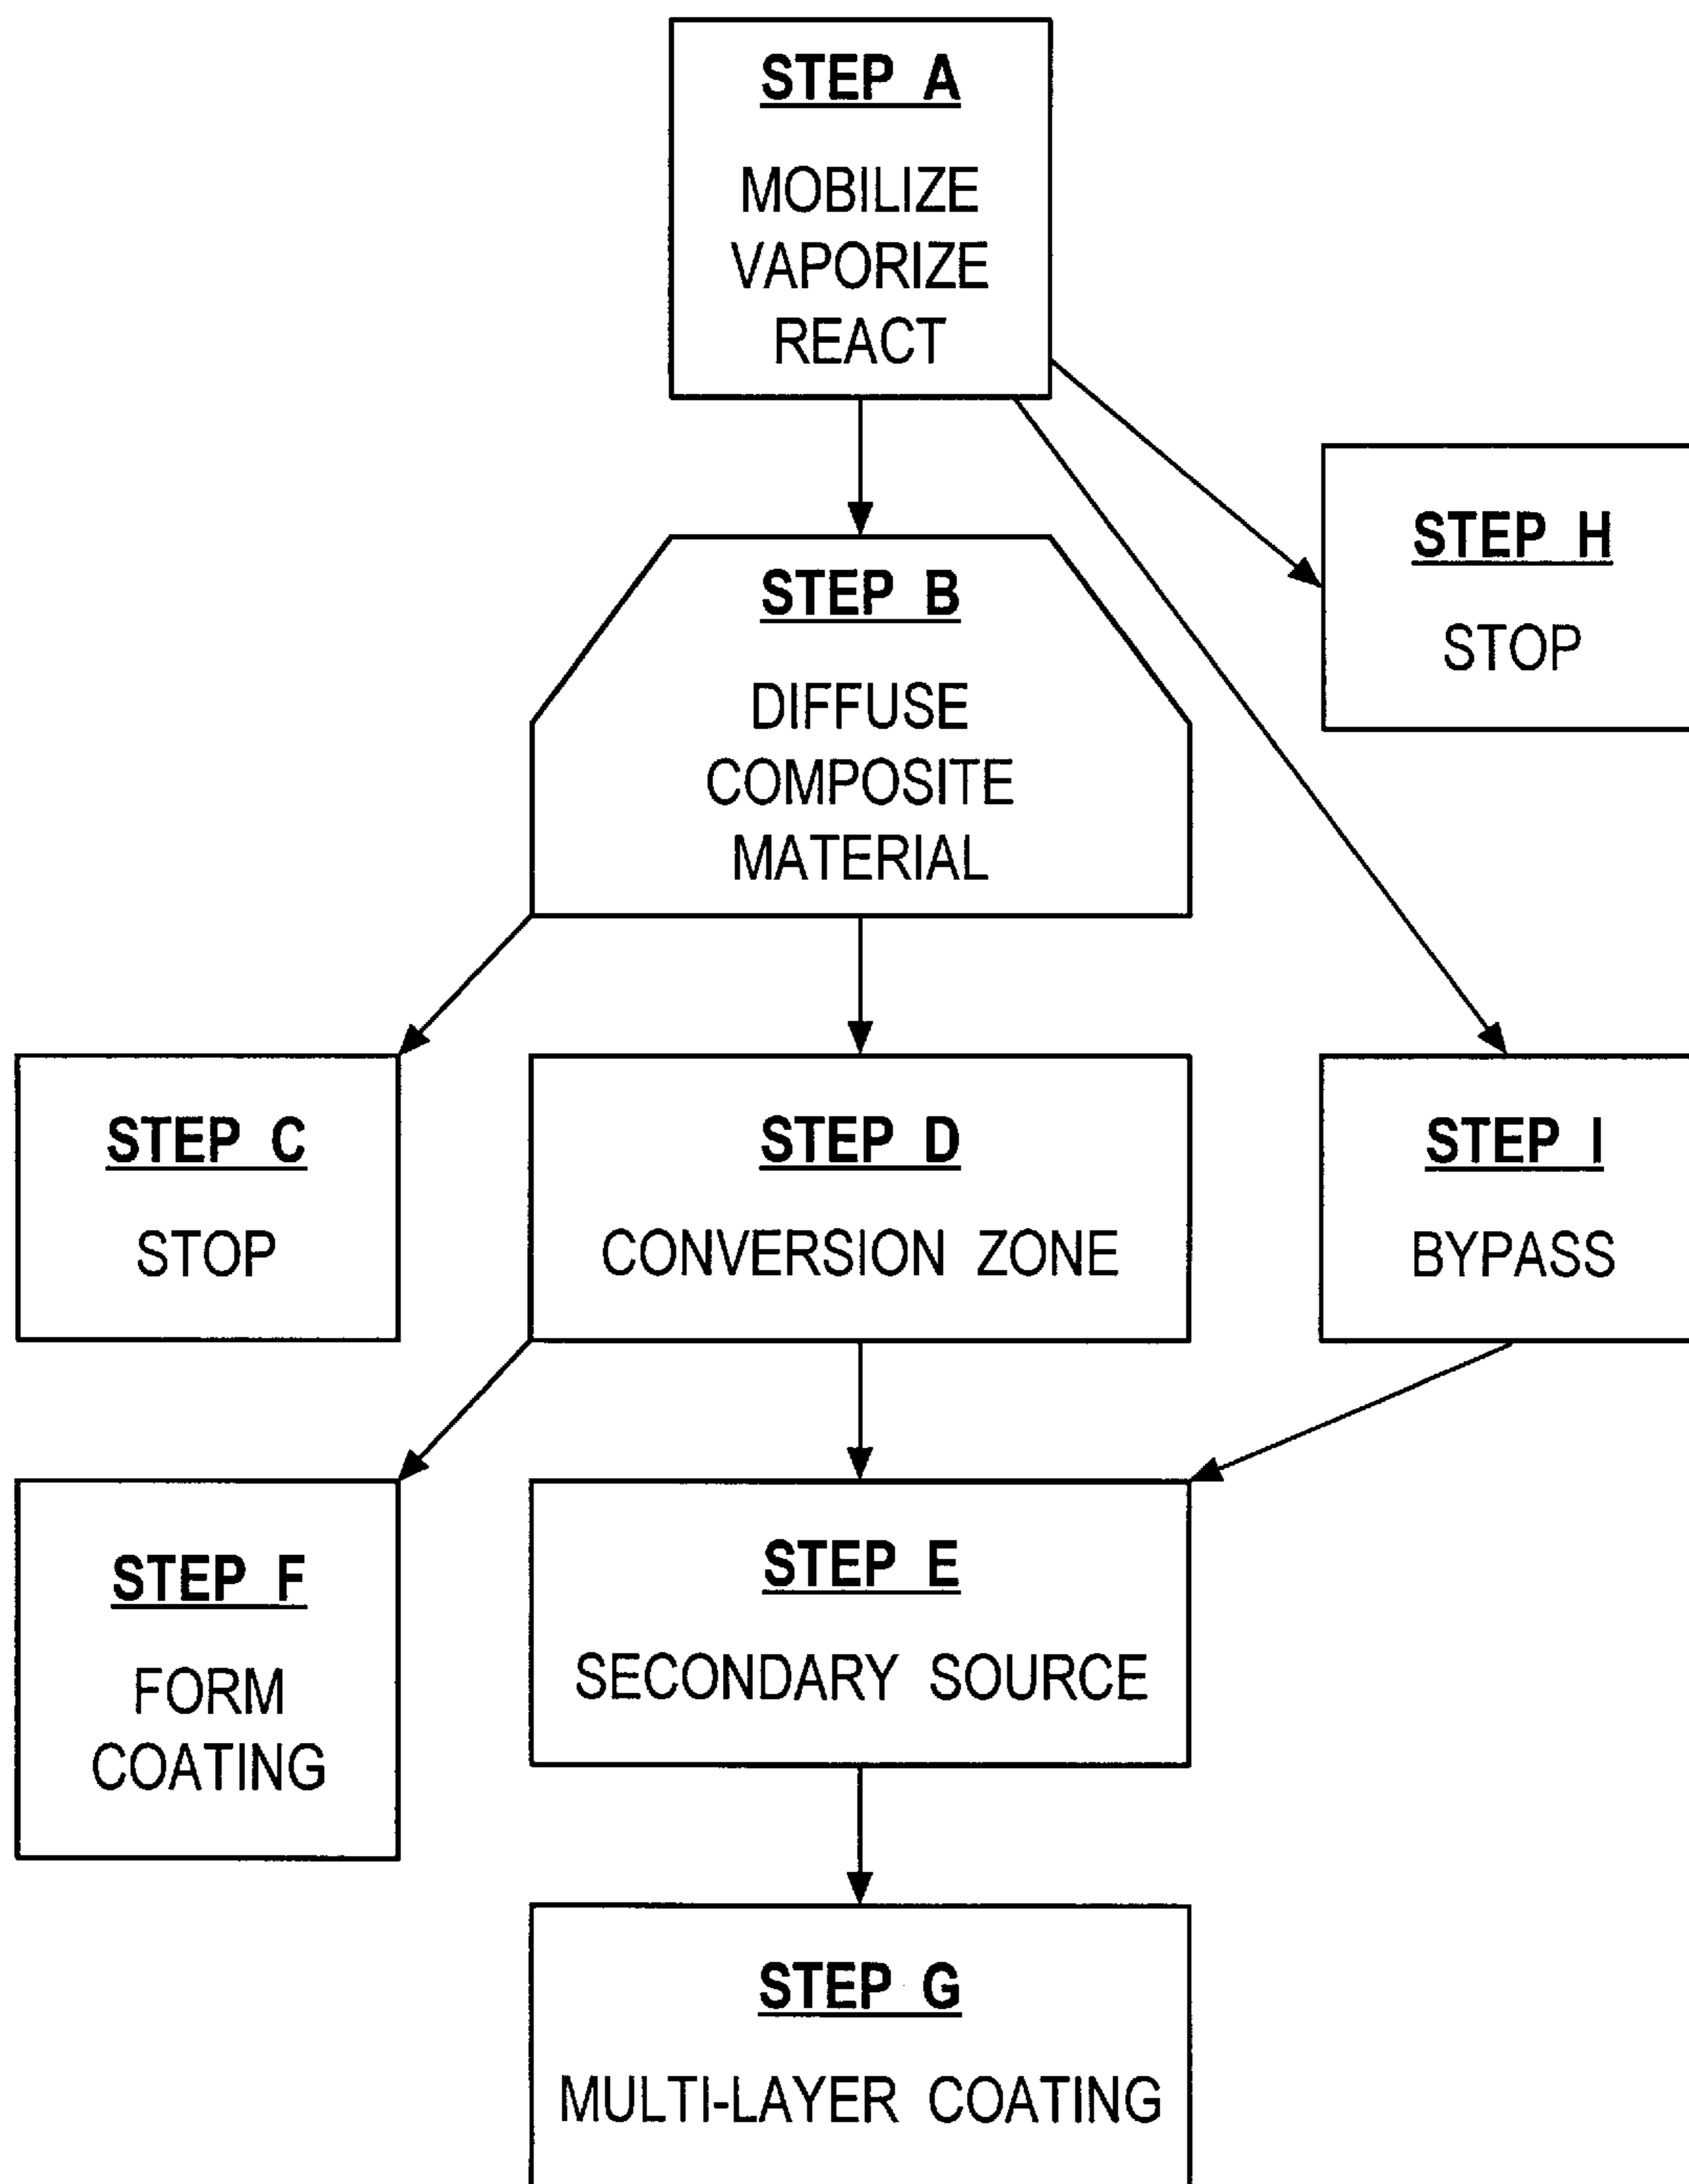 STEP A
MOBILIZE
VAPORIZE
REACT
STEP H
STOP
STEP B
DIFFUSE
COMPOSITE
MATERIAL
STEP C
STOP
STEP D
CONVERSION ZONE
STEP I
BYPASS
STEP F
FORM
COATING
STEP E
SECONDARY SOURCE
STEP G
MULTI-LAYER COATING